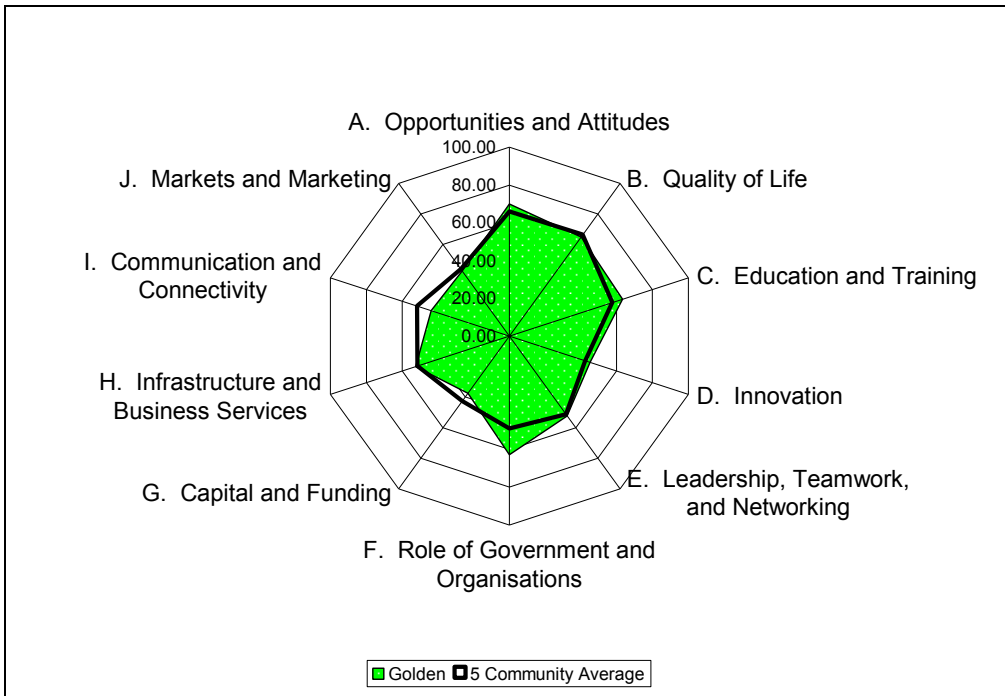 A. Opportunities and Attitudes
100.00
J. Markets and Marketing
B. Quality of Life
80.00
60.00
I. Communication and
Connectivity
40.00
C. Education and Training
20.00
0.00
H. Infrastructure and
Business Services
D. Innovation
G. Capital and Funding
E. Leadership, Teamwork,
and Networking
F. Role of Government and
Organisations
Golden 5 Community Average